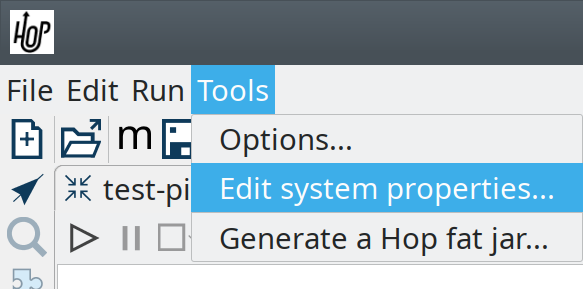 HOP
File Edit Run Tools
m
Options...
Edit system properties...
test-pi
Generate a Hop fat jar...